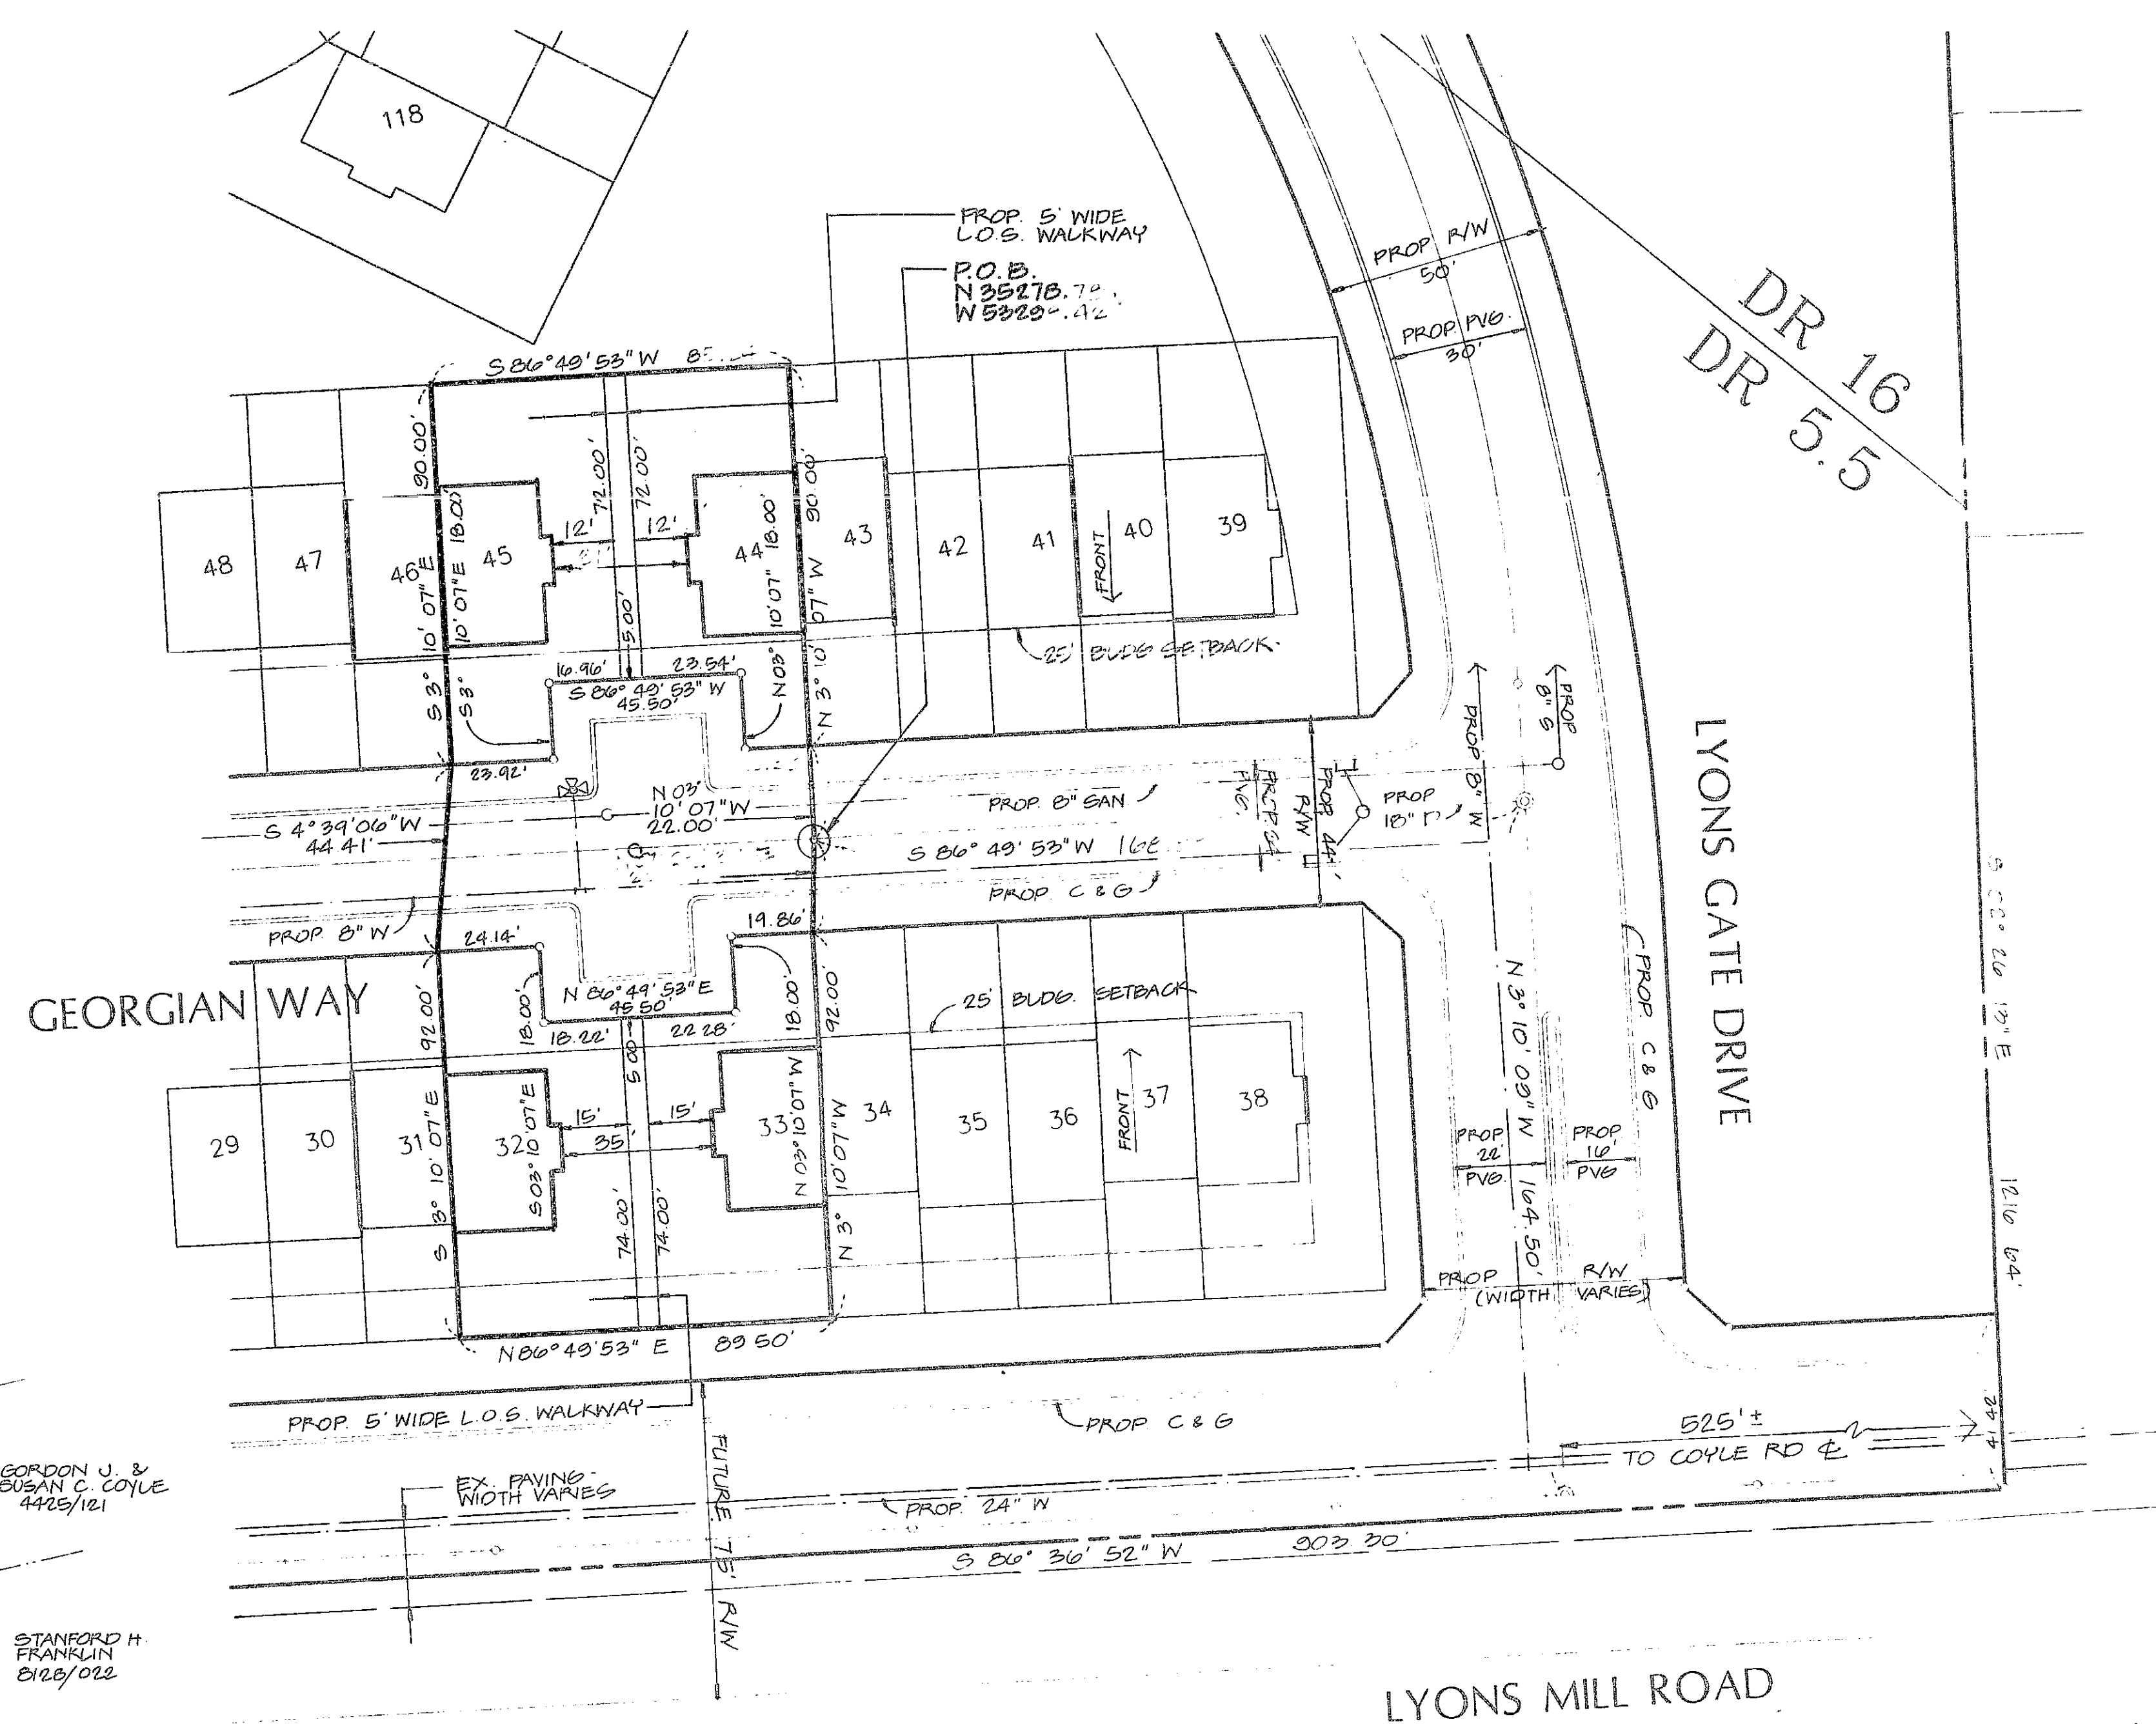 118
PROP. 5' WIDE
L.O.S. WALKWAY
P.O.B.
PROP R/W
50'
PROP. PVG.
30'
DR 16
DR 5.5
S 86°49'53" W
90.00'
72.00'
72.00'
90.00'
18.00'
18.00'
12'
12'
48
47
46
45
44
43
42
41
40
39
FRONT
10' 07" E
10' 07" E
10' 07"
07" W
5.00'
25' BLDG SETBACK
16.96'
23.54'
S 86° 49' 53" W
45.50'
S 3°
S 3°
N 03°
N 3° 10'
23.92'
N 03°
10' 07" W
22.00'
S 4° 39' 06" W
44.41'
PROP. 8" SAN
S 86° 49' 53" W
PROP. C & G
PROP 44'
R/W
PVG.
PROP
18"
PROP 8" W
PROP
8" S
LYONS GATE DRIVE
PROP. 8" W
24.14'
19.86'
GEORGIAN WAY
N 86° 49' 53" E
45.50'
18.00'
18.00'
18.22'
22.28'
92.00'
92.00'
5.00
25' BLDG. SETBACK
PROP C & G
N 3° 10' 09" W 164.50'
29
30
31
32
33
34
35
36
37
38
FRONT
15'
15'
35'
S 3° 10' 07" E
S 03° 10' 07" E
N 03° 10' 07" W
N 3° 10' 07" W
74.00'
74.00'
PROP
22'
PVG.
PROP.
16'
PVG
1216.64'
PROP R/W
(WIDTH VARIES)
N 86° 49' 53" E 89.50'
PROP. 5' WIDE L.O.S. WALKWAY
PROP C & G
525' ±
TO COYLE RD ℄
41.42
GORDON J. &
SUSAN C. COYLE
4425/121
EX. PAVING
WIDTH VARIES
FUTURE 75' R/W
PROP. 24" W
S 86° 36' 52" W 903.30'
STANFORD H.
FRANKLIN
8128/022
LYONS MILL ROAD